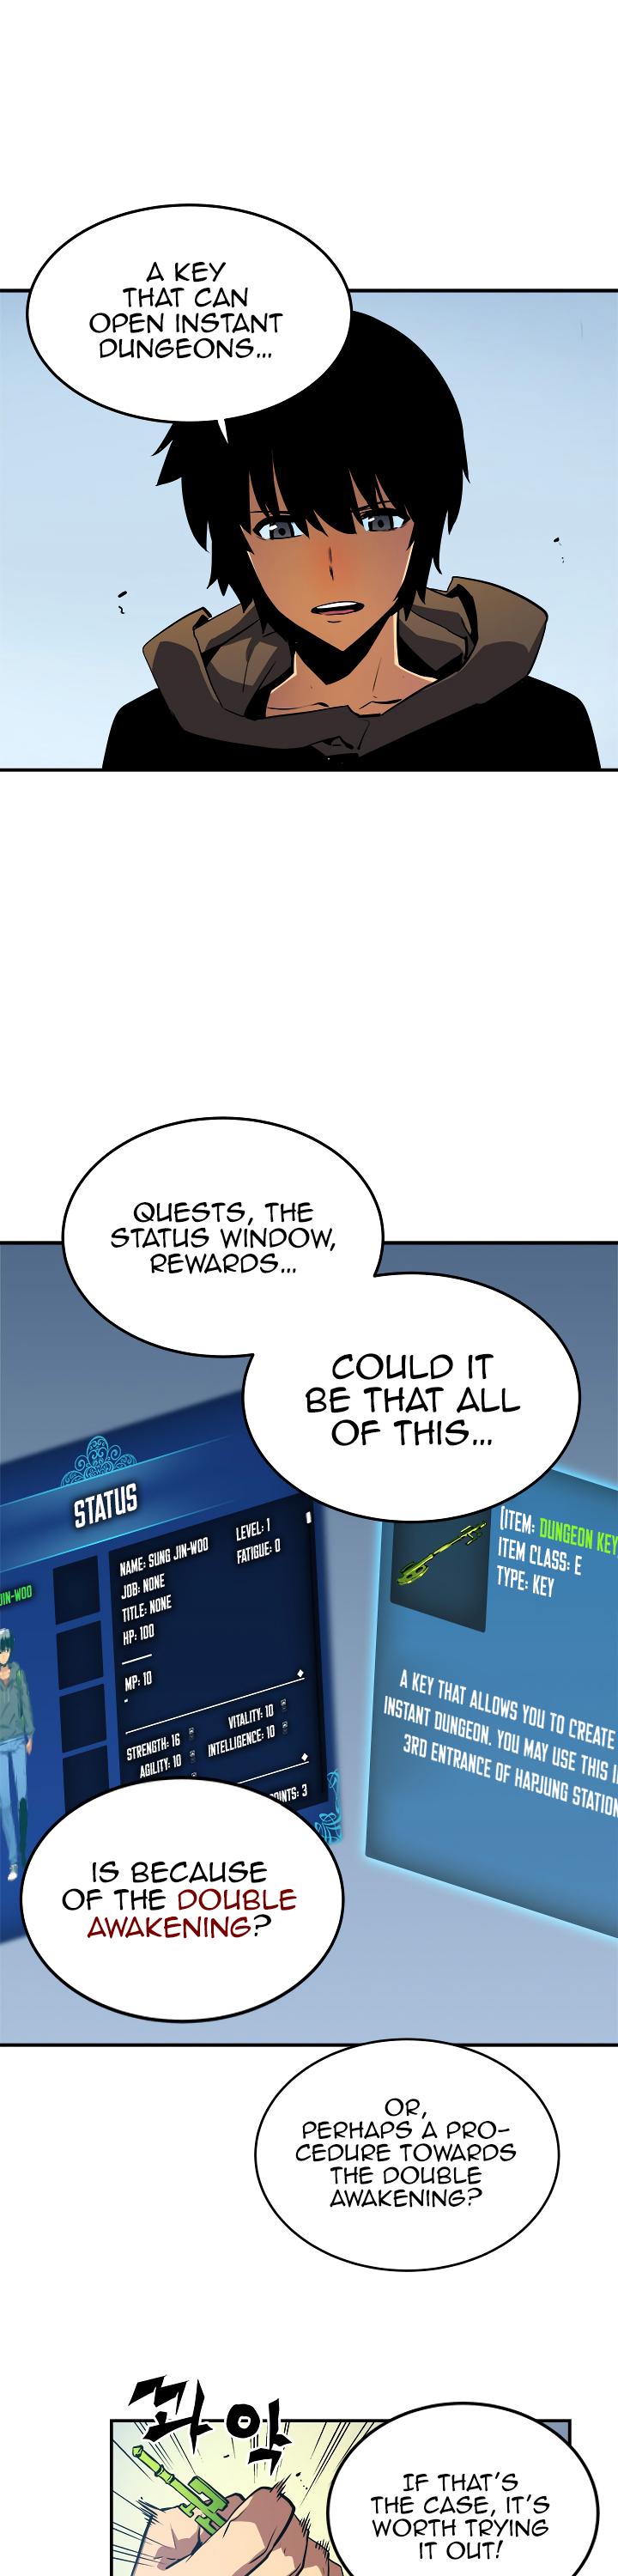 A KEY
THAT CAN
OPEN INSTANT
DUNGEONS...
QUESTS, THE
STATUS WINDOW,
REWARDS...
COULD IT
BE THAT ALL
OF THIS...
STATUS
JIN-WOO
NAME: SUNG JIN-WOO
LEVEL: 1
JOB: NONE
FATIGUE: 0
TITLE: NONE
HP: 100
MP: 10
STRENGTH: 16
VITALITY: 10
AGILITY: 10
INTELLIGENCE: 10
POINTS: 3
[ITEM: DUNGEON KEY
ITEM CLASS: E
TYPE: KEY
A KEY THAT ALLOWS YOU TO CREATE
INSTANT DUNGEON. YOU MAY USE THIS
3RD ENTRANCE OF HAPJUNG STATION
IS BECAUSE
OF THE DOUBLE
AWAKENING?
OR,
PERHAPS A PRO-
CEDURE TOWARDS
THE DOUBLE
AWAKENING?
꽈악
IF THAT'S
THE CASE, IT'S
WORTH TRYING
IT OUT!